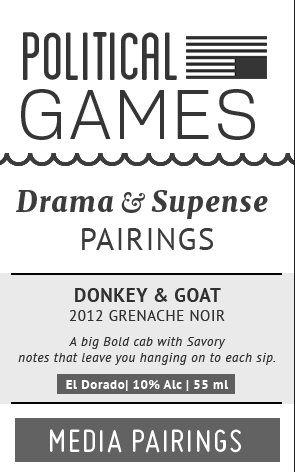 POLITICAL
GAMES
Drama & Supense
PAIRINGS
DONKEY & GOAT
2012 GRENACHE NOIR
A big Bold cab with Savory
notes that leave you hanging on to each sip.
El Dorado| 10% Alc | 55 ml
MEDIA PAIRINGS